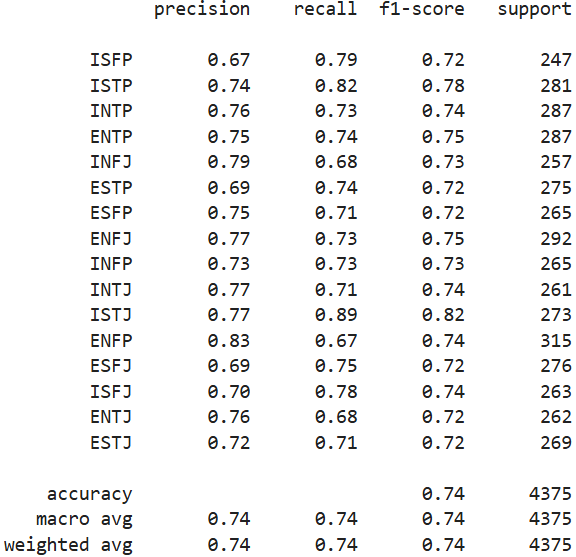 precision recall f1-score support
ISFP 0.67 0.79 0.72 247
ISTP 0.74 0.82 0.78 281
INTP 0.76 0.73 0.74 287
ENTP 0.75 0.74 0.75 287
INFJ 0.79 0.68 0.73 257
ESTP 0.69 0.74 0.72 275
ESFP 0.75 0.71 0.72 265
ENFJ 0.77 0.73 0.75 292
INFP 0.73 0.73 0.73 265
INTJ 0.77 0.71 0.74 261
ISTJ 0.77 0.89 0.82 273
ENFP 0.83 0.67 0.74 315
ESFJ 0.69 0.75 0.72 276
ISFJ 0.70 0.78 0.74 263
ENTJ 0.76 0.68 0.72 262
ESTJ 0.72 0.71 0.72 269
accuracy 0.74 4375
macro avg 0.74 0.74 0.74 4375
weighted avg 0.74 0.74 0.74 4375